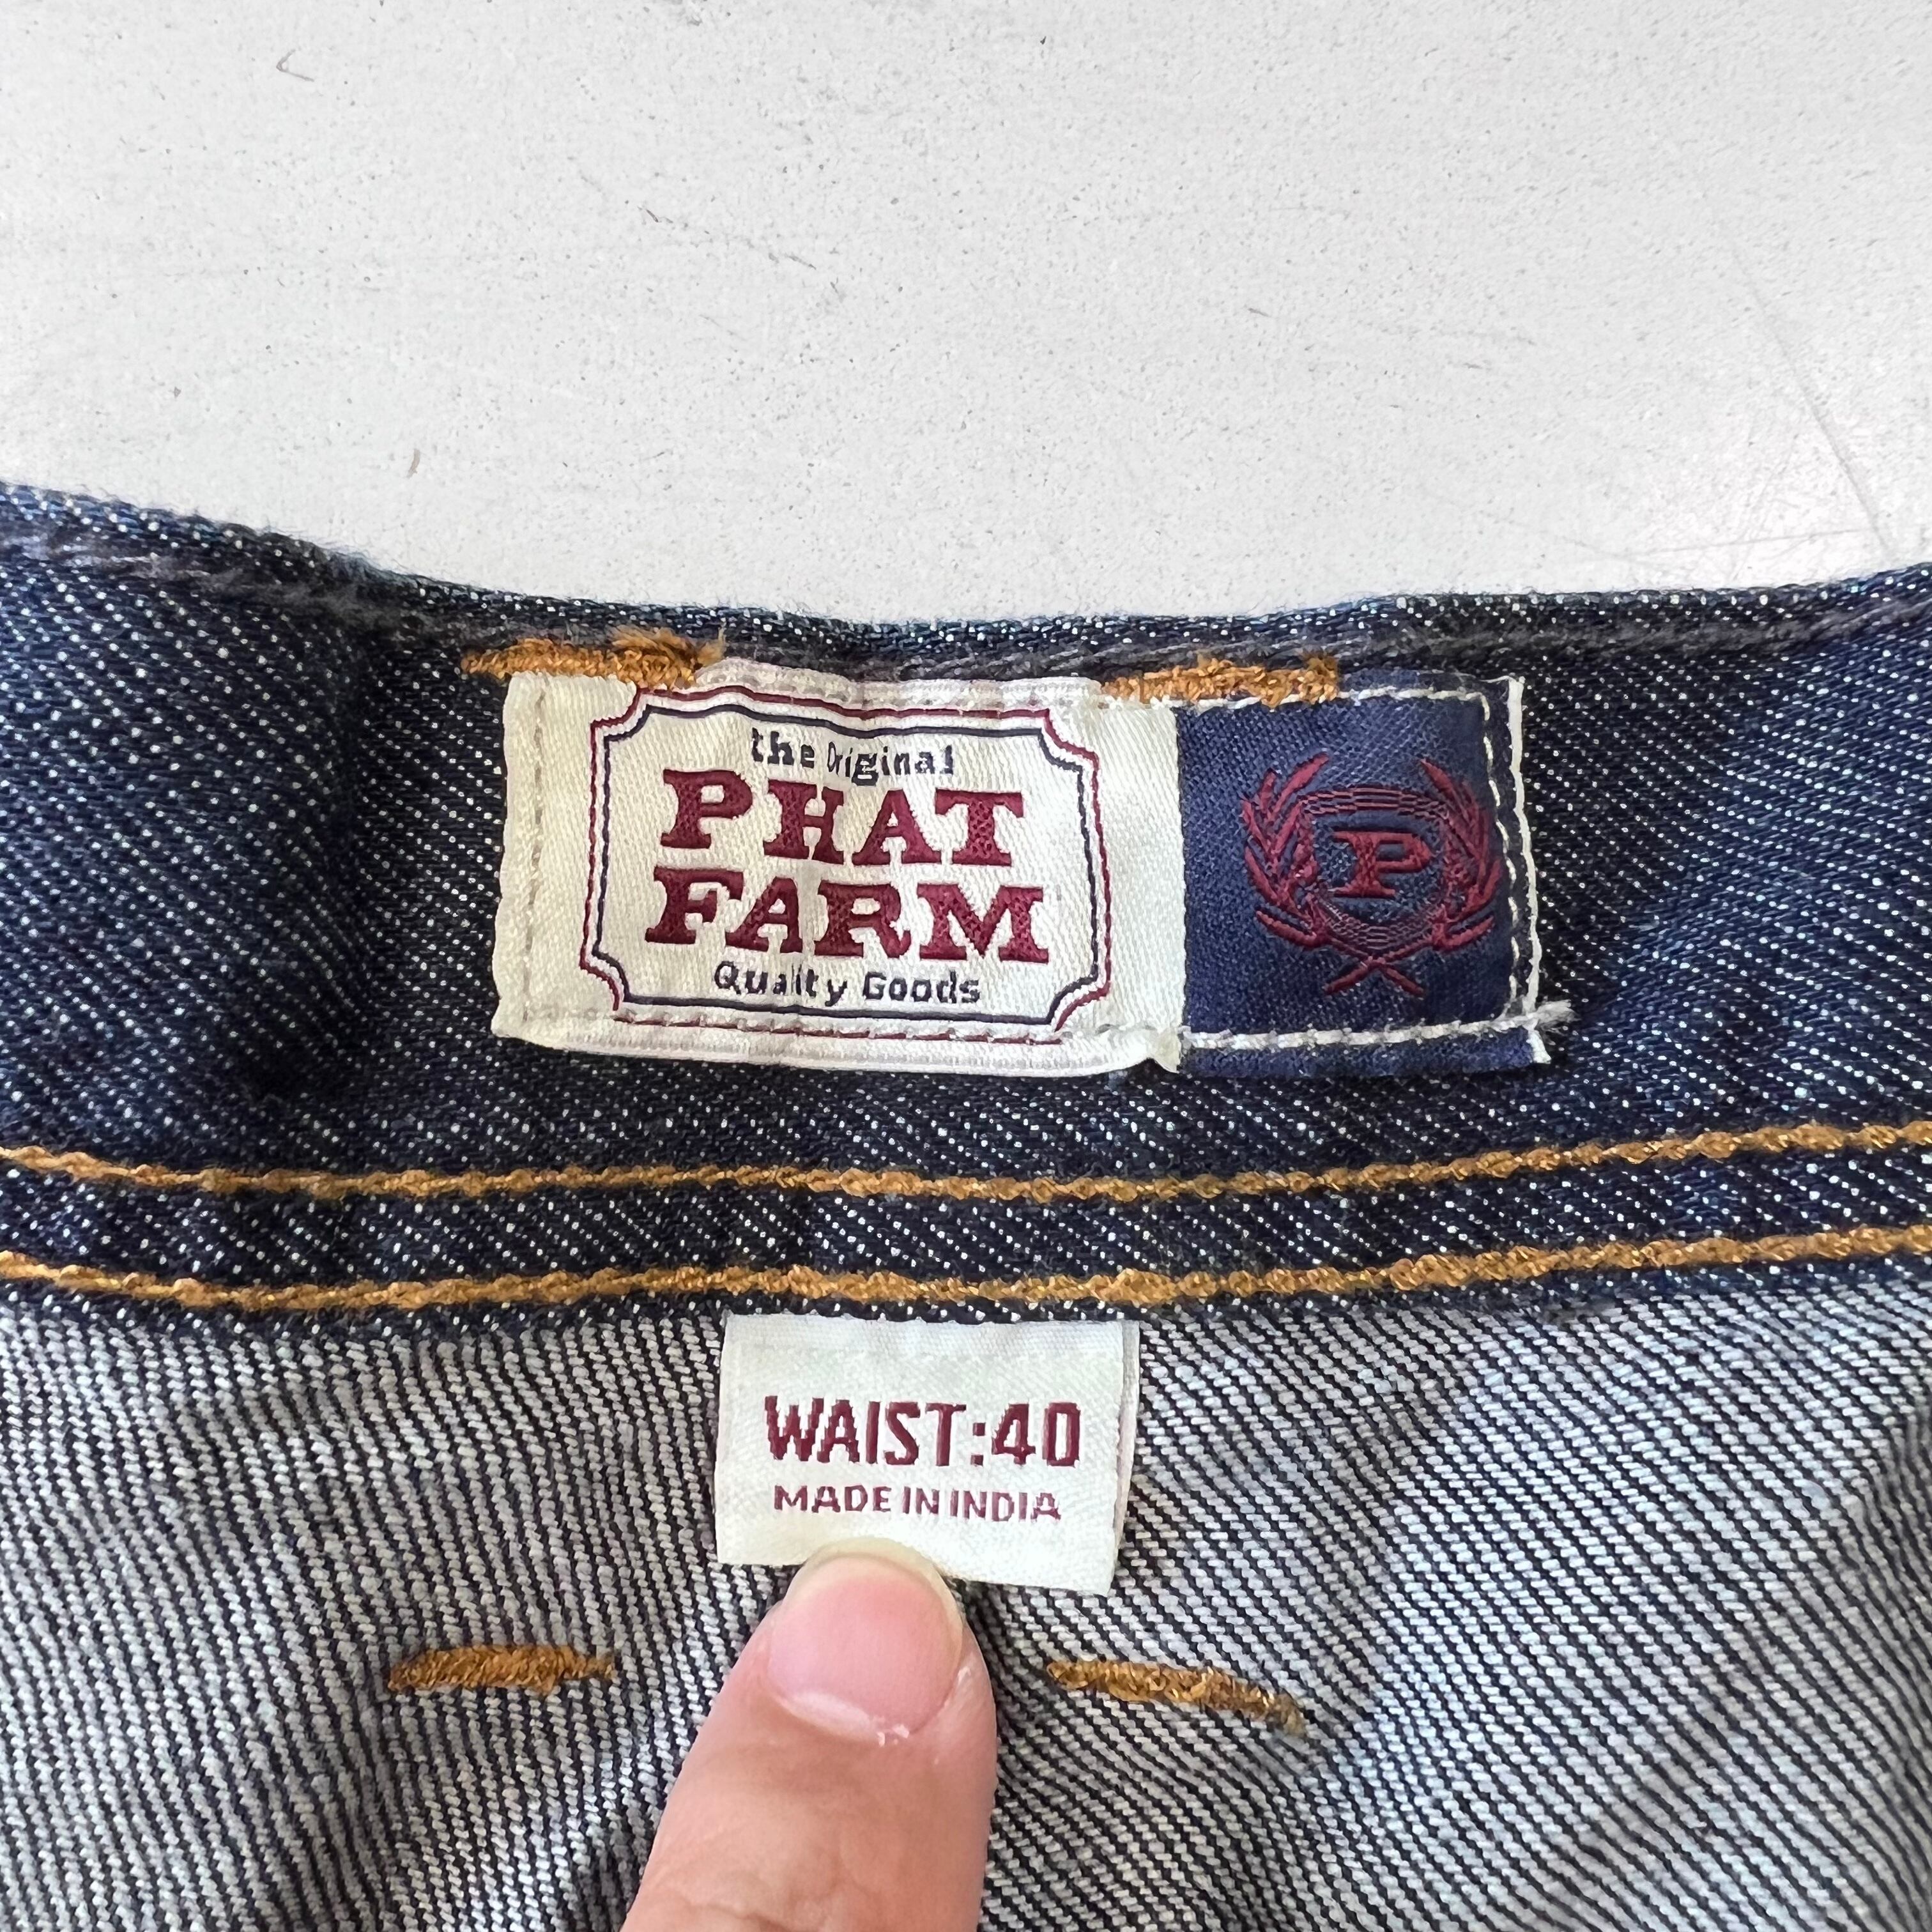 the Original
PHAT
FARM
Quality Goods
P
WAIST:40
MADE IN INDIA